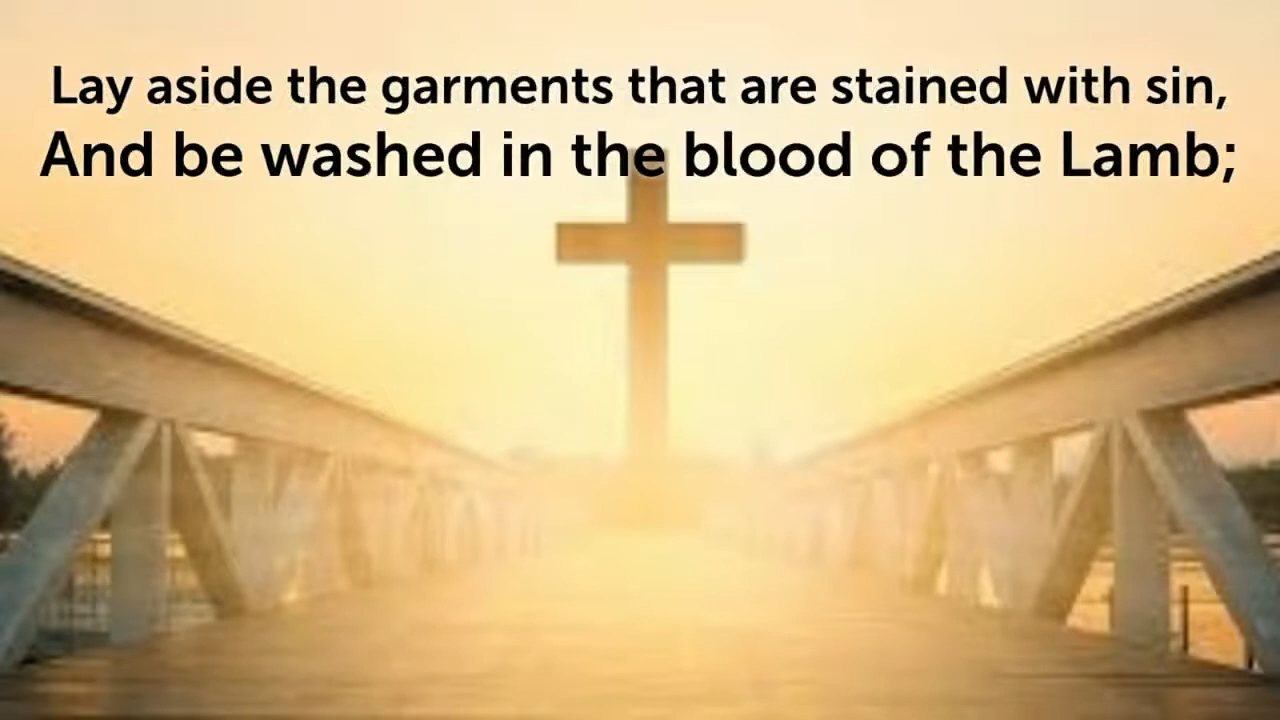 Lay aside the garments that are stained with sin,
And be washed in the blood of the Lamb;